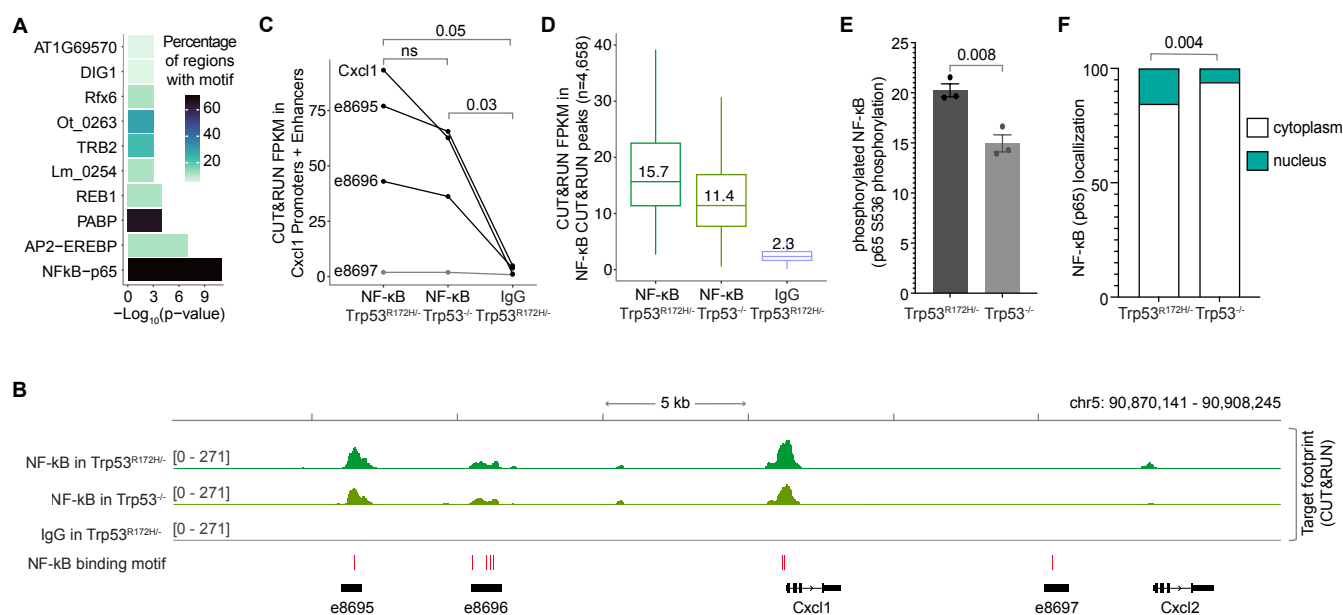 A
AT1G69570
DIG1
Rfx6
Ot_0263
TRB2
Lm_0254
REB1
PABP
AP2−EREBP
NFkB−p65
0 3 6 9
−Log10(p-value)
Percentage
of regions
with motif
60
40
20
C
CUT&RUN FPKM in
Cxcl1 Promoters + Enhancers
0.05
ns
0.03
Cxcl1
e8695
e8696
e8697
75
50
25
0
NF-κB NF-κB IgG
Trp53R172H/- Trp53-/- Trp53R172H/-
D
CUT&RUN FPKM in
NF-κB CUT&RUN peaks (n=4,658)
40
30
20
10
0
15.7
11.4
2.3
NF-κB NF-κB IgG
Trp53R172H/- Trp53-/- Trp53R172H/-
E
phosphorylated NF-κB
(p65 S536 phosphorylation)
25
20
15
10
5
0
0.008
Trp53R172H/- Trp53-/-
F
NF-κB (p65) locallization
100
50
0
0.004
Trp53R172H/- Trp53-/-
cytoplasm
nucleus
B
5 kb
chr5: 90,870,141 - 90,908,245
NF-kB in Trp53R172H/- [0 - 271]
NF-kB in Trp53-/- [0 - 271]
IgG in Trp53R172H/- [0 - 271]
NF-kB binding motif
Target footprint
(CUT&RUN)
e8695 e8696 Cxcl1 e8697 Cxcl2